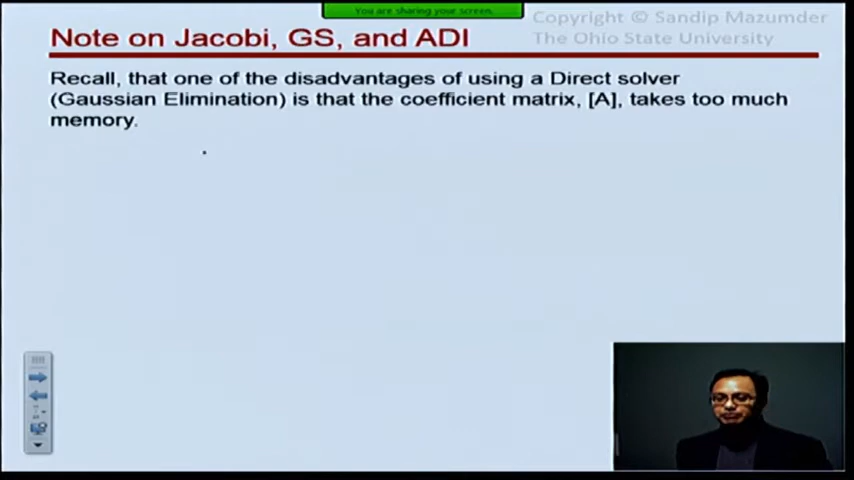 You are sharing your screen.
Copyright © Sandip Mazumder
The Ohio State University
Note on Jacobi, GS, and ADI
Recall, that one of the disadvantages of using a Direct solver
(Gaussian Elimination) is that the coefficient matrix, [A], takes too much
memory.